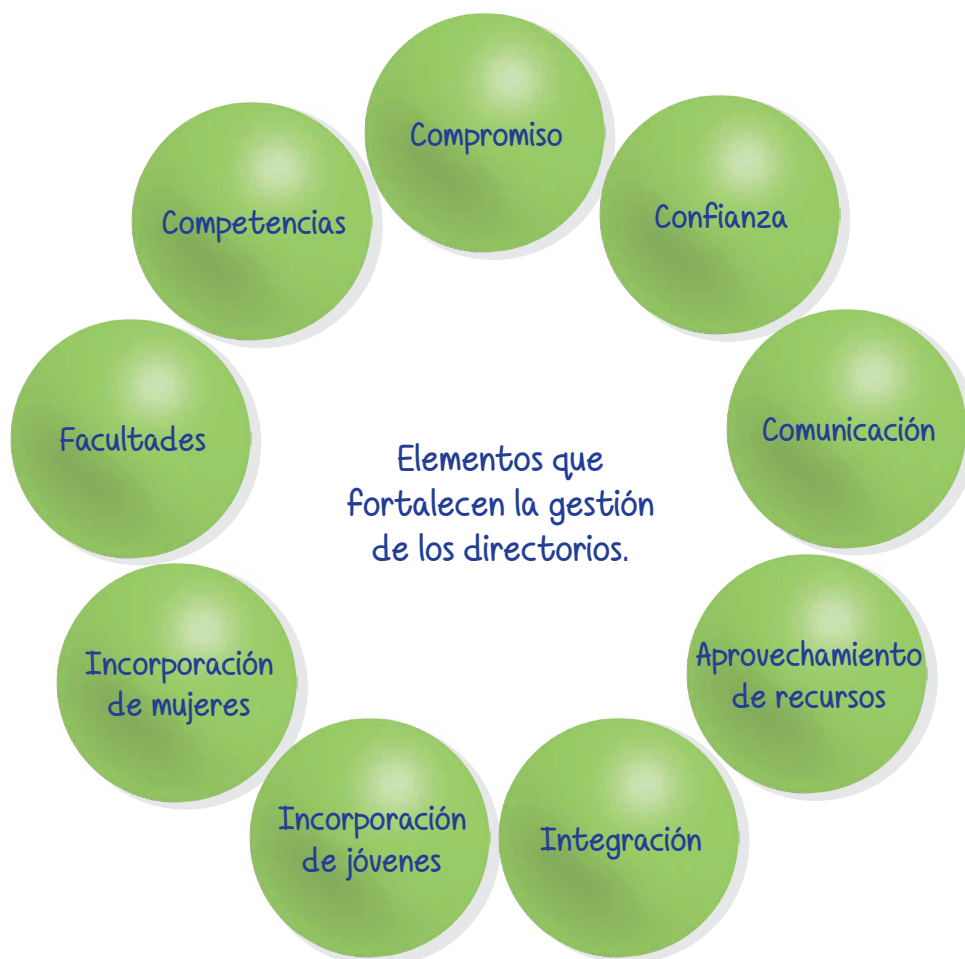 Compromiso
Confianza
Comunicación
Aprovechamiento
de recursos
Integración
Incorporación
de jóvenes
Incorporación
de mujeres
Facultades
Competencias
Elementos que
fortalecen la gestión
de los directorios.